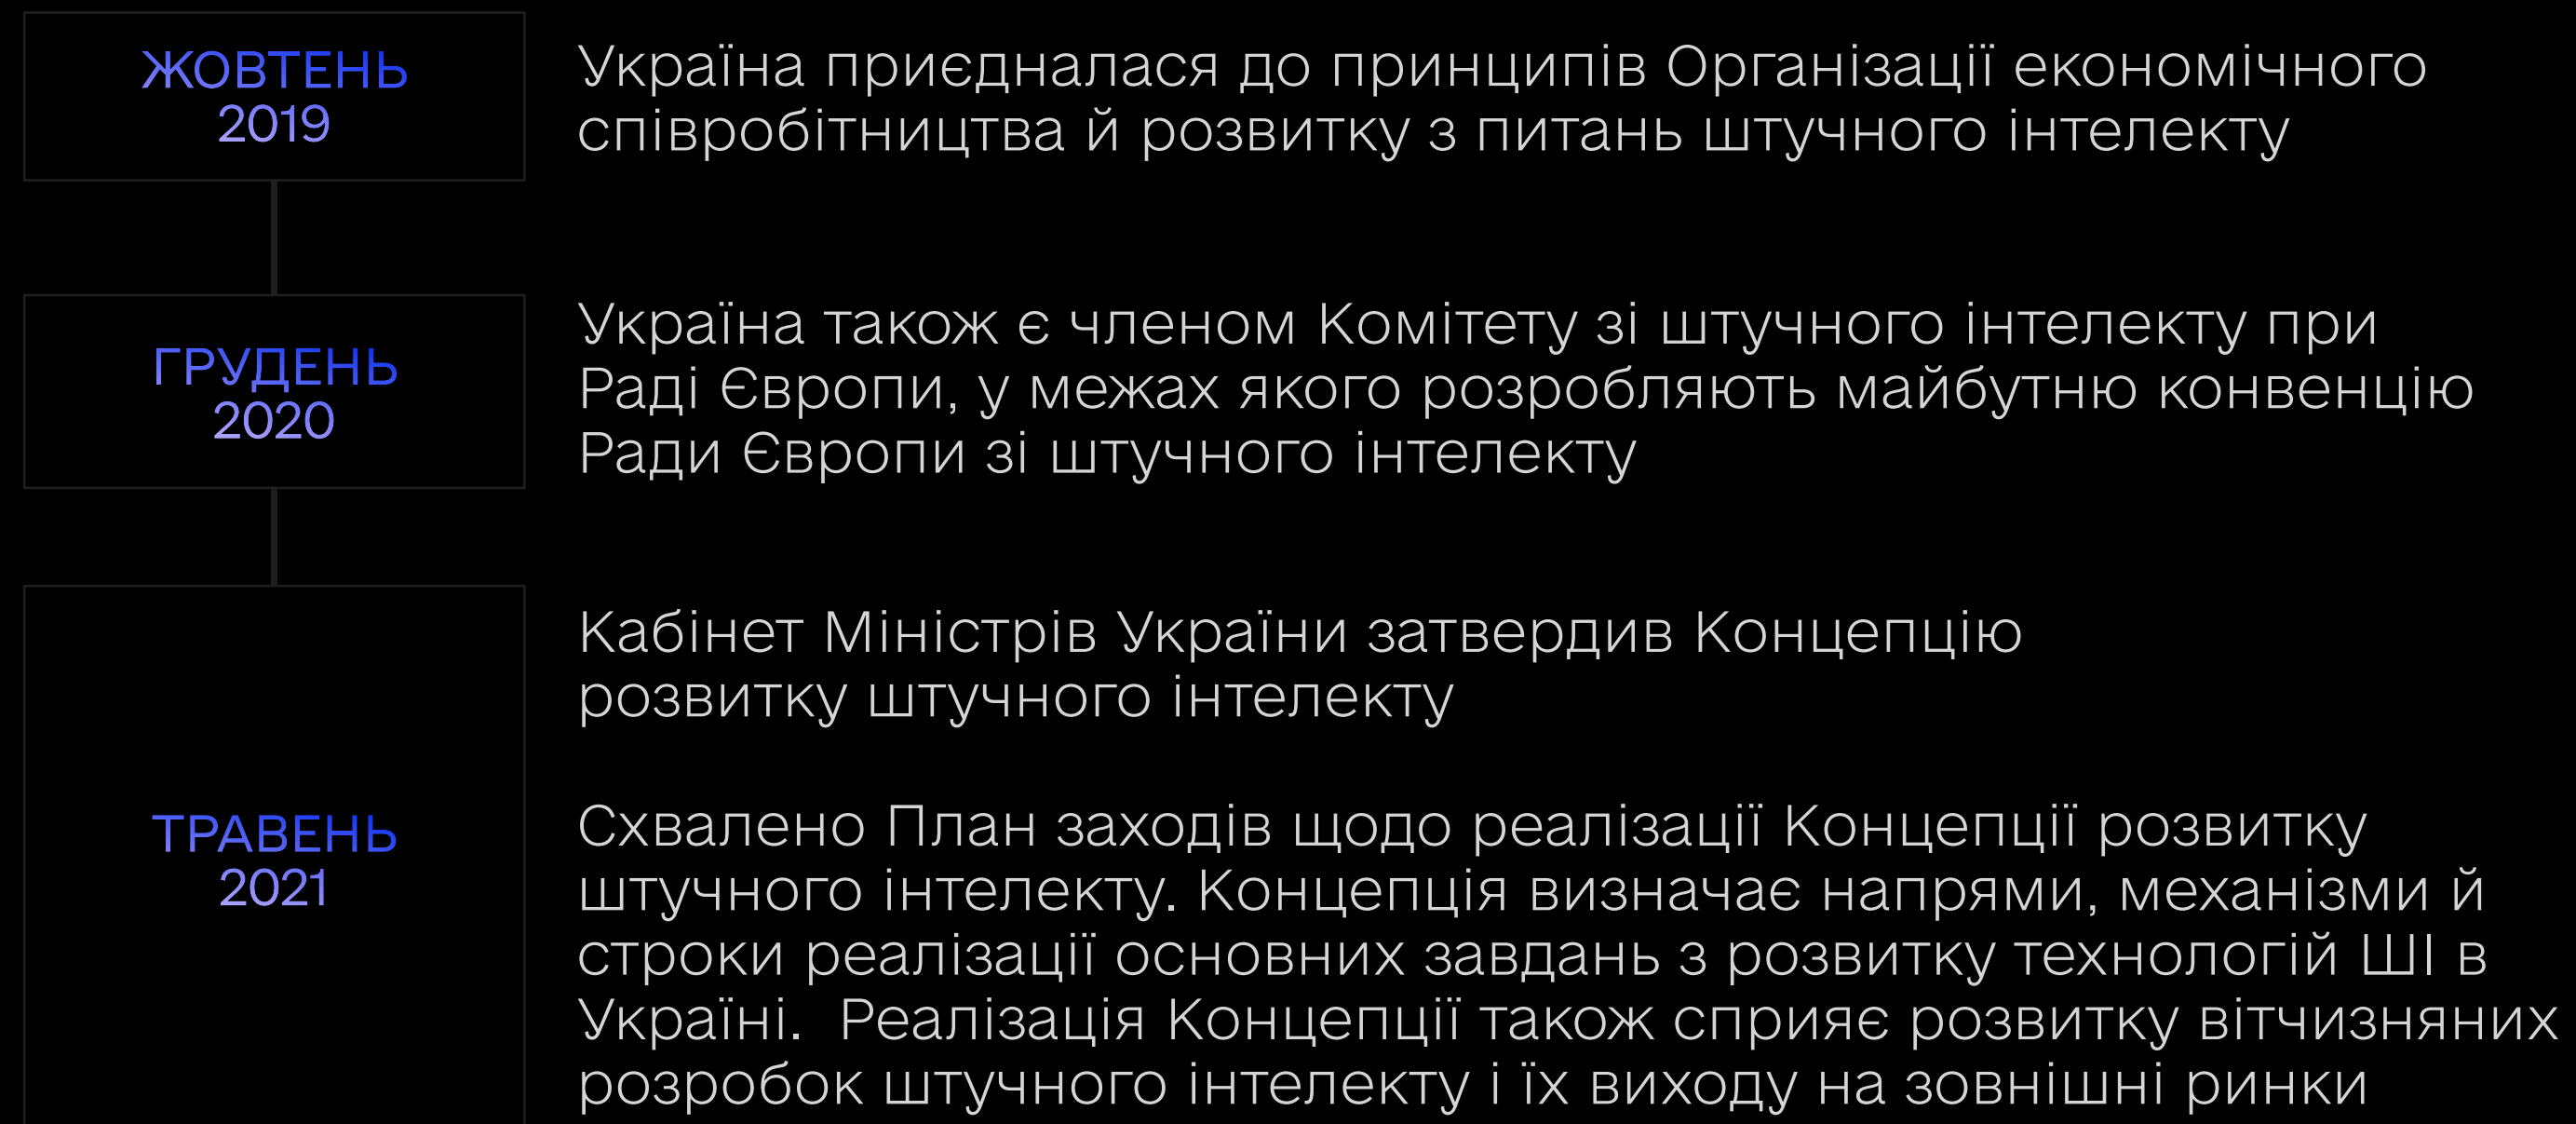 ЖОВТЕНЬ
2019
Україна приєдналася до принципів Організації економічного
співробітництва й розвитку з питань штучного інтелекту
ГРУДЕНЬ
2020
Україна також є членом Комітету зі штучного інтелекту при
Раді Європи, у межах якого розробляють майбутню конвенцію
Ради Європи зі штучного інтелекту
ТРАВЕНЬ
2021
Кабінет Міністрів України затвердив Концепцію
розвитку штучного інтелекту
Схвалено План заходів щодо реалізації Концепції розвитку
штучного інтелекту. Концепція визначає напрями, механізми й
строки реалізації основних завдань з розвитку технологій ШІ в
Україні.  Реалізація Концепції також сприяє розвитку вітчизняних
розробок штучного інтелекту і їх виходу на зовнішні ринки